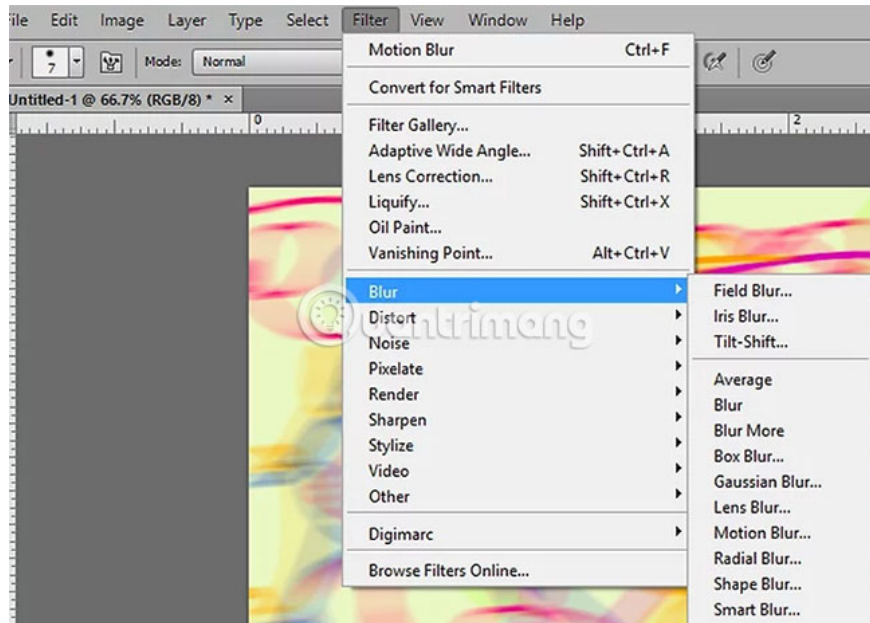 File Edit Image Layer Type Select Filter View Window Help
7 Mode: Normal
Untitled-1 @ 66.7% (RGB/8) * ×
0 2
Motion Blur Ctrl+F
Convert for Smart Filters
Filter Gallery...
Adaptive Wide Angle... Shift+Ctrl+A
Lens Correction... Shift+Ctrl+R
Liquify... Shift+Ctrl+X
Oil Paint...
Vanishing Point... Alt+Ctrl+V
Blur
Distort
Noise
Pixelate
Render
Sharpen
Stylize
Video
Other
Digimarc
Browse Filters Online...
Field Blur...
Iris Blur...
Tilt-Shift...
Average
Blur
Blur More
Box Blur...
Gaussian Blur...
Lens Blur...
Motion Blur...
Radial Blur...
Shape Blur...
Smart Blur...
Quantrimang